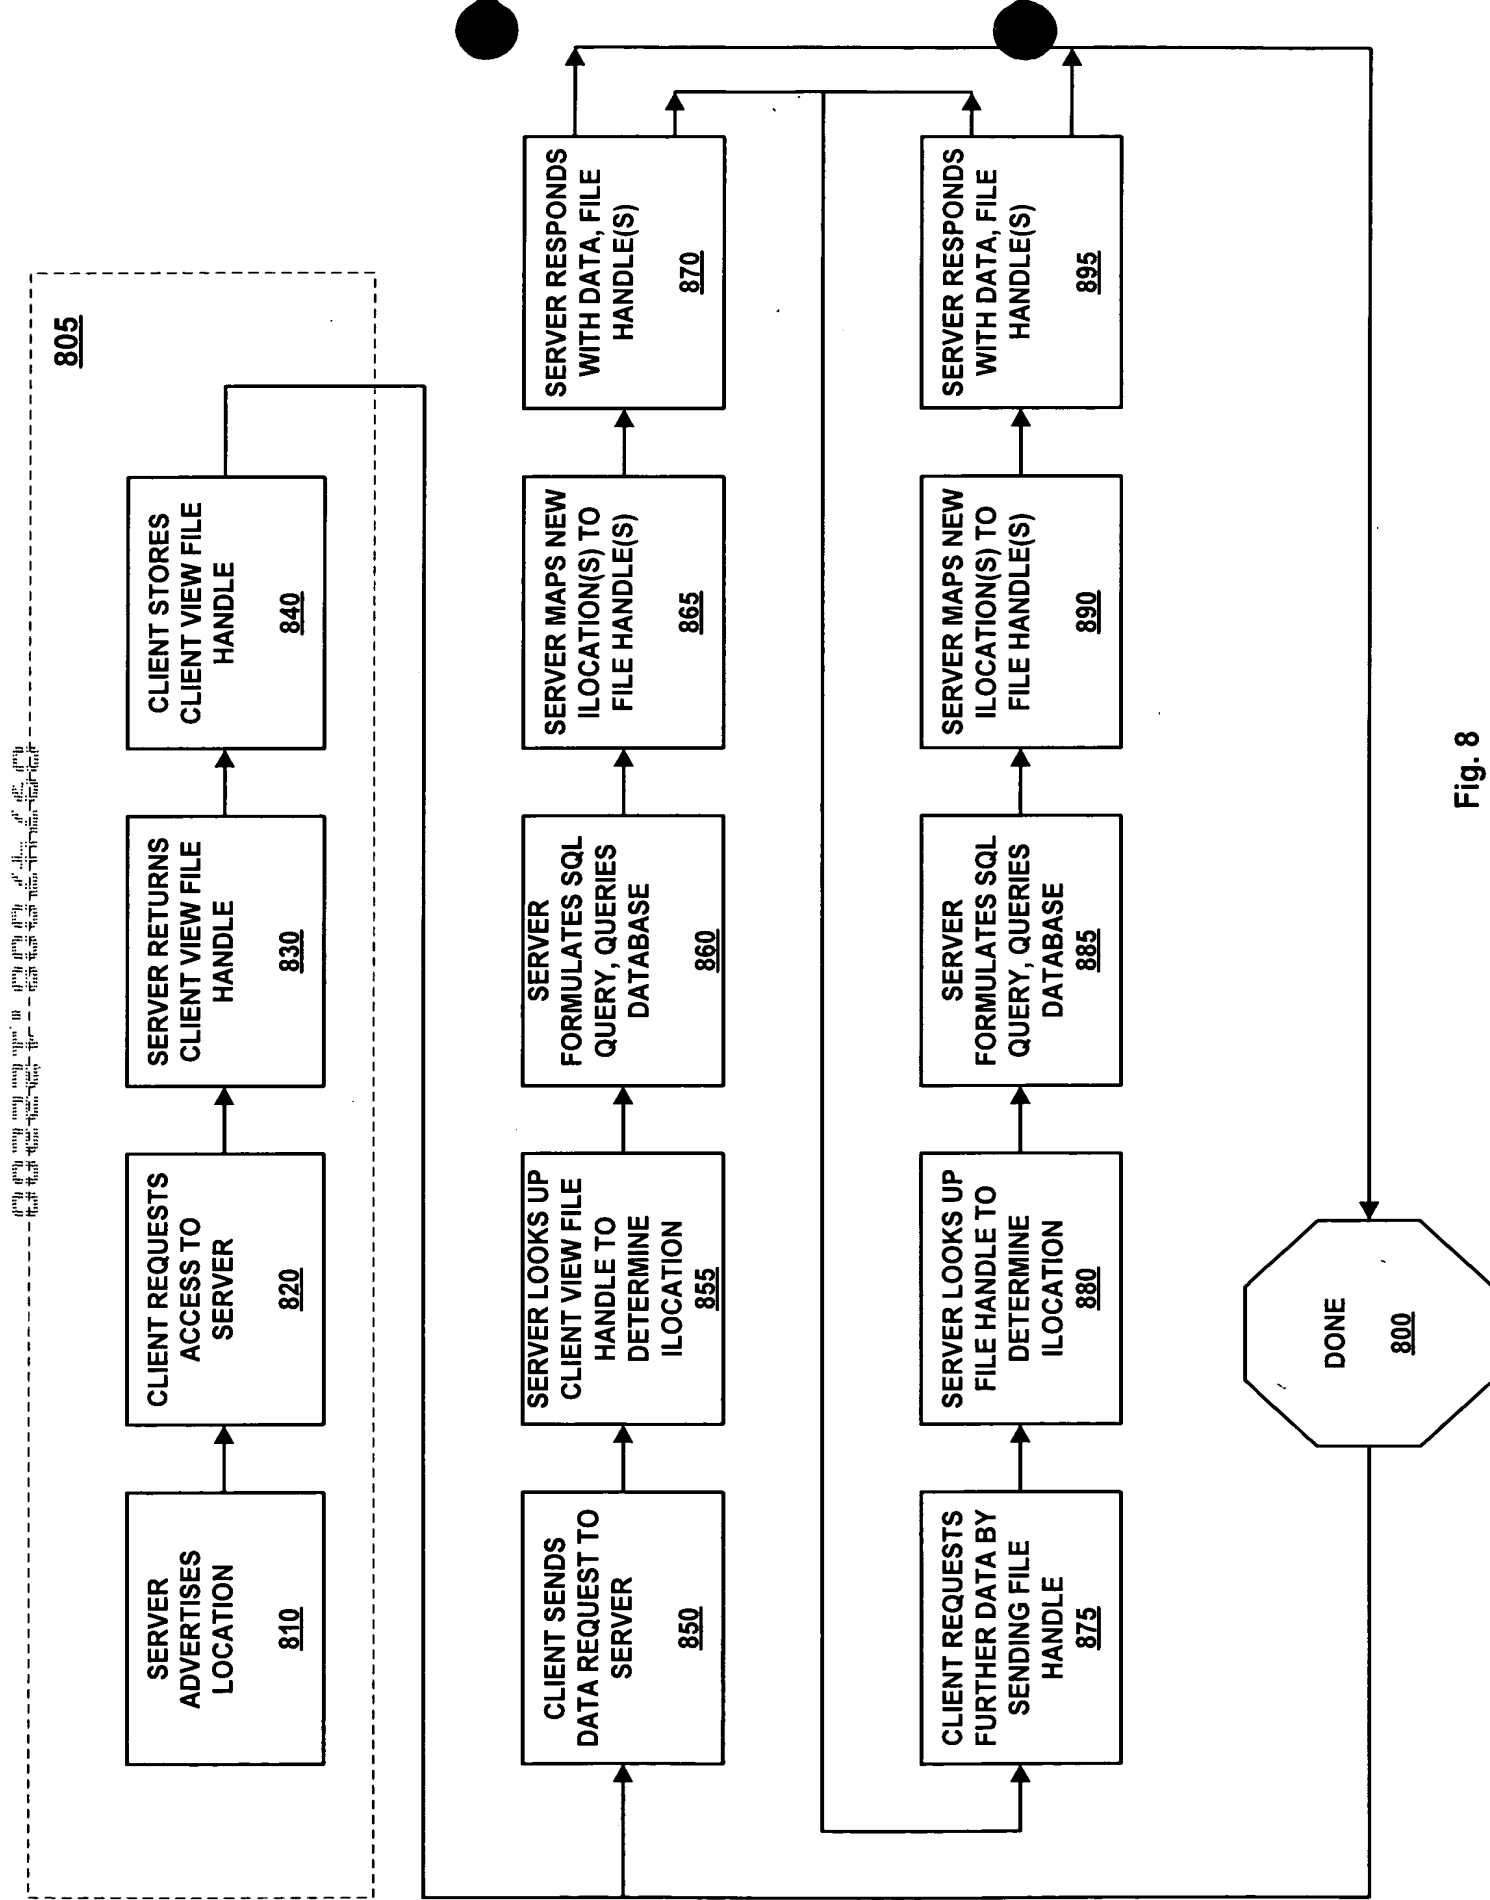 805
SERVER
ADVERTISES
LOCATION
810
CLIENT REQUESTS
ACCESS TO
SERVER
820
SERVER RETURNS
CLIENT VIEW FILE
HANDLE
830
CLIENT STORES
CLIENT VIEW FILE
HANDLE
840
CLIENT SENDS
DATA REQUEST TO
SERVER
850
SERVER LOOKS UP
CLIENT VIEW FILE
HANDLE TO
DETERMINE
ILOCATION
855
SERVER
FORMULATES SQL
QUERY, QUERIES
DATABASE
860
SERVER MAPS NEW
ILOCATION(S) TO
FILE HANDLE(S)
865
SERVER RESPONDS
WITH DATA, FILE
HANDLE(S)
870
CLIENT REQUESTS
FURTHER DATA BY
SENDING FILE
HANDLE
875
SERVER LOOKS UP
FILE HANDLE TO
DETERMINE
ILOCATION
880
SERVER
FORMULATES SQL
QUERY, QUERIES
DATABASE
885
SERVER MAPS NEW
ILOCATION(S) TO
FILE HANDLE(S)
890
SERVER RESPONDS
WITH DATA, FILE
HANDLE(S)
895
DONE
800
Fig. 8